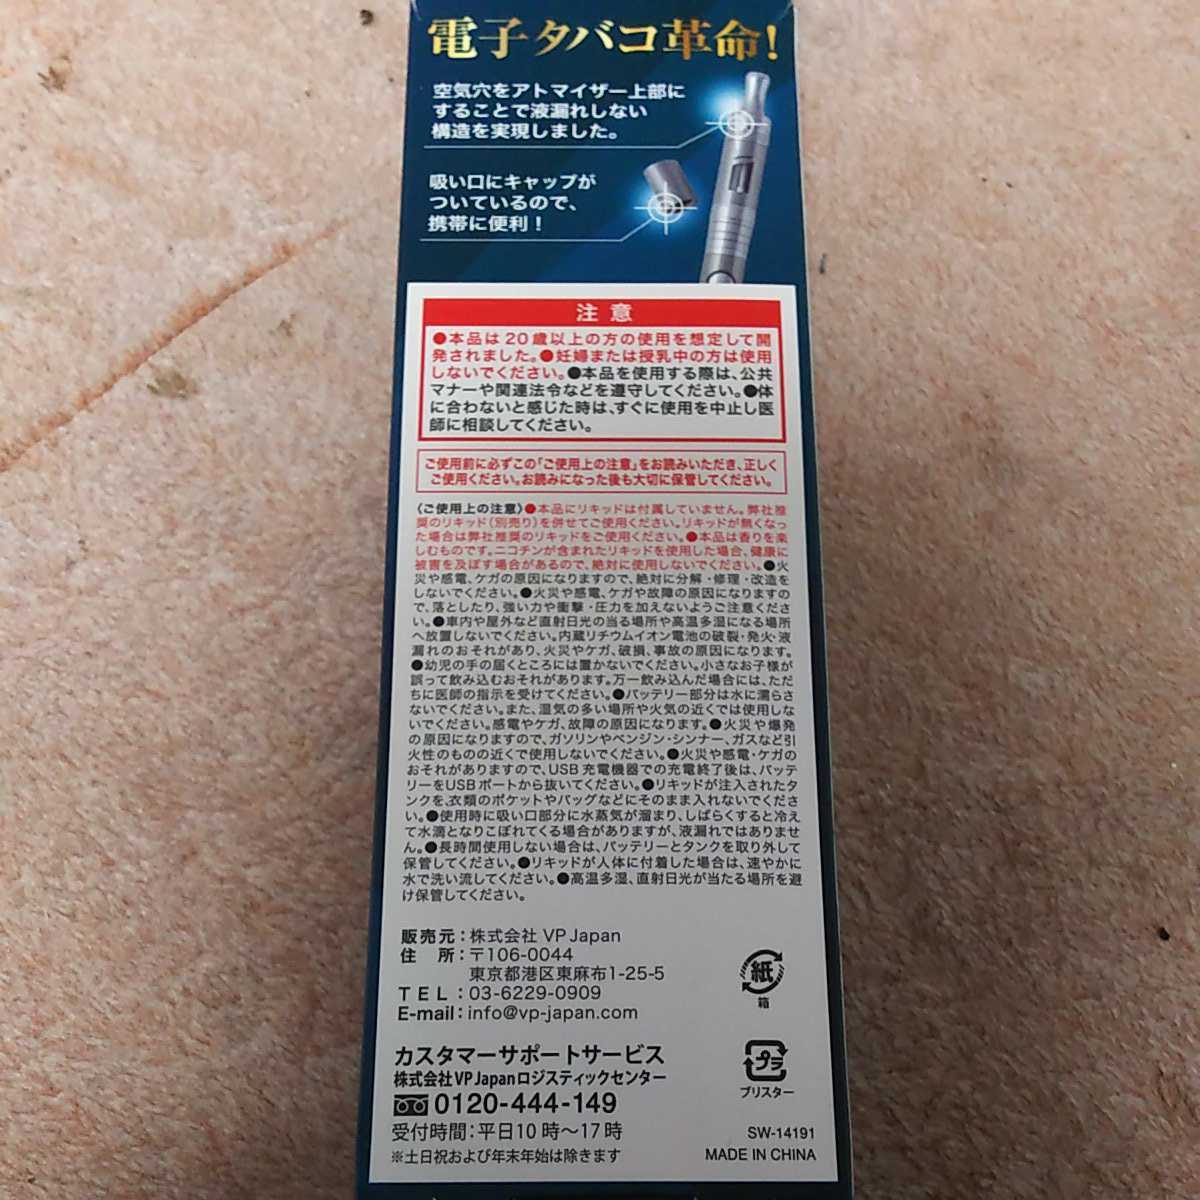 電子タバコ革命!
空気穴をアトマイザー上部に
することで液漏れしない
構造を実現しました。
吸い口にキャップが
ついているので、
携帯に便利!
注意
●本品は20歳以上の方の使用を想定して開
発されました。●妊婦または授乳中の方は使用
しないでください。●本品を使用する際は、公共
マナーや関連法令などを遵守してください。●体
に合わないと感じた時は、すぐに使用を中止し医
師に相談してください。
ご使用前に必ずこの「ご使用上の注意」をお読みいただき、正しく
ご使用ください。お読みになった後も大切に保管してください。
〈ご使用上の注意〉●本品にリキッドは付属していません。弊社推
奨のリキッド(別売り)を併せてご使用ください。リキッドが無くなっ
た場合は弊社推奨のリキッドをご使用ください。●本品は香りを楽
しむものです。ニコチンが含まれたリキッドを使用した場合、健康に
被害を及ぼす場合があるので、絶対に使用しないでください。●火
災や感電、ケガの原因になりますので、絶対に分解・修理・改造を
しないでください。●火災や感電、ケガや故障の原因になりますの
で、落としたり、強い力や衝撃・圧力を加えないようご注意くださ
い。●車内や屋外など直射日光の当る場所や高温多湿になる場所
へ放置しないでください。内蔵リチウムイオン電池の破裂・発火・液
漏れのおそれがあり、火災やケガ、破損、事故の原因になります。
●幼児の手の届くところには置かないでください。小さなお子様が
誤って飲み込むおそれがあります。万一飲み込んだ場合には、ただ
ちに医師の指示を受けてください。●バッテリー部分は水に濡らさ
ないでください。また、湿気の多い場所や火気の近くでは使用しな
いでください。感電やケガ、故障の原因になります。●火災や爆発
の原因になりますので、ガソリンやベンジン・シンナー、ガスなど引
火性のものの近くで使用しないでください。●火災や感電・ケガの
おそれがありますので、USB充電機器での充電終了後は、バッテ
リーをUSBポートから抜いてください。●リキッドが注入されたタ
ンクを、衣類のポケットやバッグなどにそのまま入れないでくださ
い。●使用時に吸い口部分に水蒸気が溜まり、しばらくすると冷え
て水滴となりこぼれてくる場合がありますが、液漏れではありませ
ん。●長時間使用しない場合は、バッテリーとタンクを取り外して
保管してください。●リキッドが人体に付着した場合は、速やかに
水で洗い流してください。●高温多湿、直射日光が当たる場所を避
け保管してください。
販売元:株式会社 VP Japan
住 所:〒106-0044
東京都港区東麻布1-25-5
TEL:03-6229-0909
E-mail:info@vp-japan.com
紙
箱
カスタマーサポートサービス
株式会社VP Japanロジスティックセンター
0120-444-149
受付時間:平日10時〜17時
※土日祝および年末年始は除きます
プラ
ブリスター
SW-14191
MADE IN CHINA